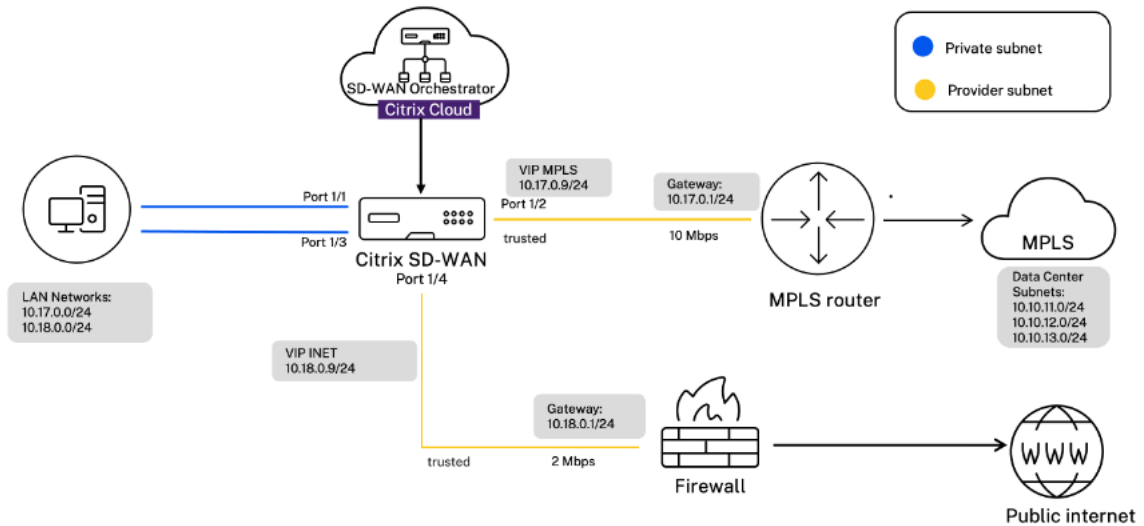 Private subnet
Provider subnet
SD-WAN Orchestrator
Citrix Cloud
VIP MPLS
10.17.0.9/24
Gateway:
10.17.0.1/24
Port 1/1
Port 1/2
Port 1/3
trusted
10 Mbps
Citrix SD-WAN
Port 1/4
MPLS router
MPLS
Data Center
Subnets:
10.10.11.0/24
10.10.12.0/24
10.10.13.0/24
LAN Networks:
10.17.0.0/24
10.18.0.0/24
VIP INET
10.18.0.9/24
Gateway:
10.18.0.1/24
trusted
2 Mbps
Firewall
WWW
Public internet